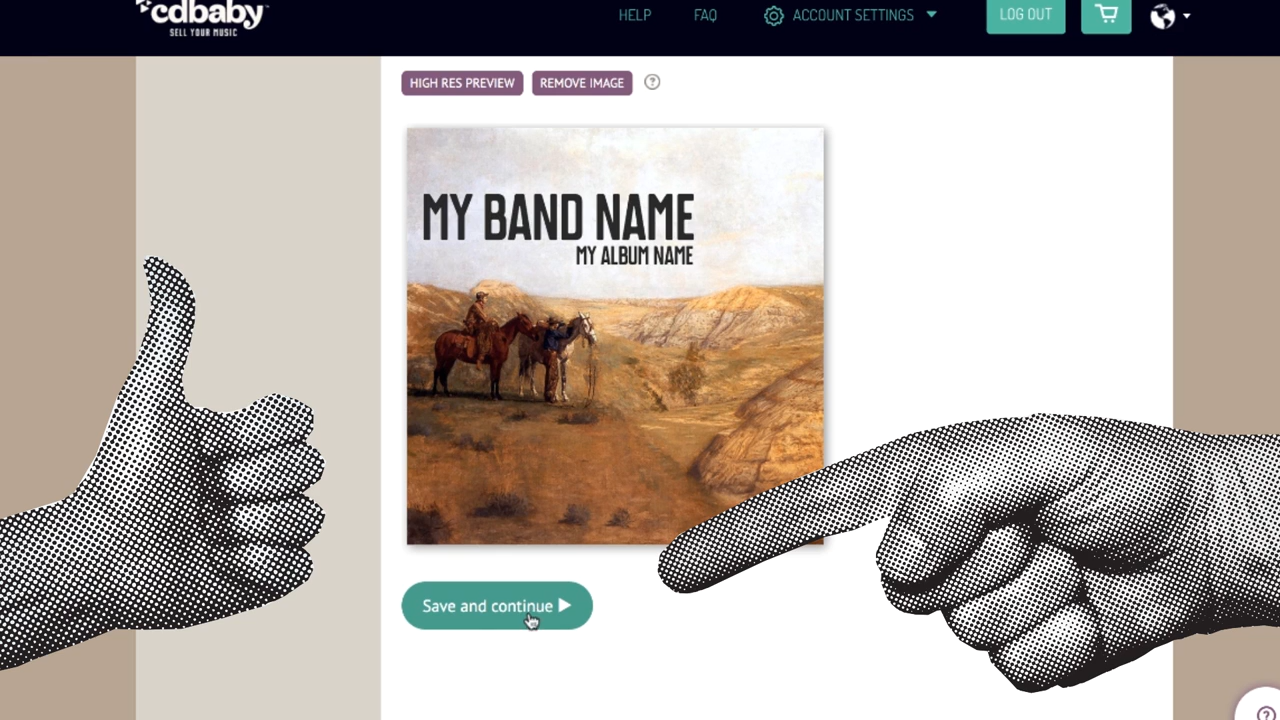 cdbaby
SELL YOUR MUSIC
HELP
FAQ
ACCOUNT SETTINGS
LOG OUT
HIGH RES PREVIEW
REMOVE IMAGE
?
MY BAND NAME
MY ALBUM NAME
Save and continue
?